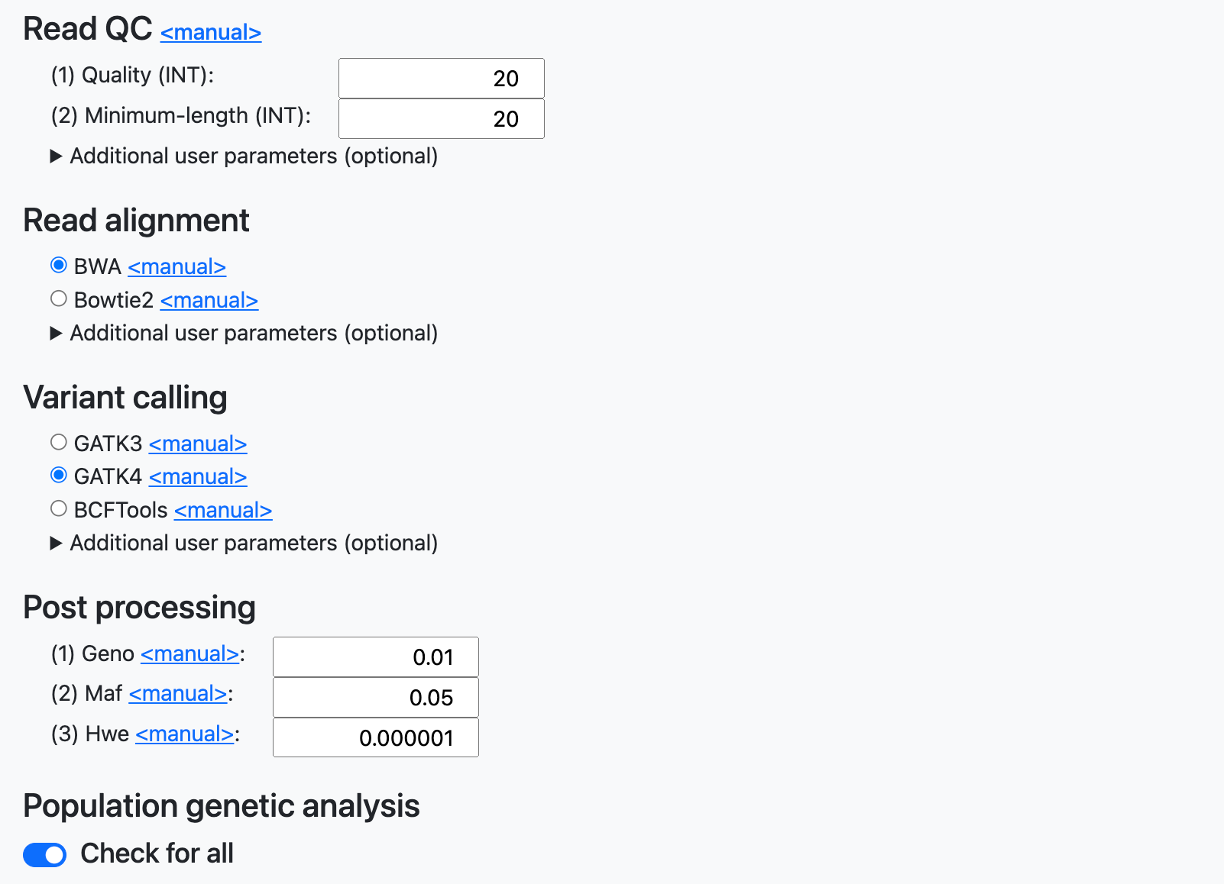 Read QC <manual>
(1) Quality (INT): 20
(2) Minimum-length (INT): 20
▶ Additional user parameters (optional)
Read alignment
BWA <manual>
Bowtie2 <manual>
▶ Additional user parameters (optional)
Variant calling
GATK3 <manual>
GATK4 <manual>
BCFTools <manual>
▶ Additional user parameters (optional)
Post processing
(1) Geno <manual>: 0.01
(2) Maf <manual>: 0.05
(3) Hwe <manual>: 0.000001
Population genetic analysis
Check for all